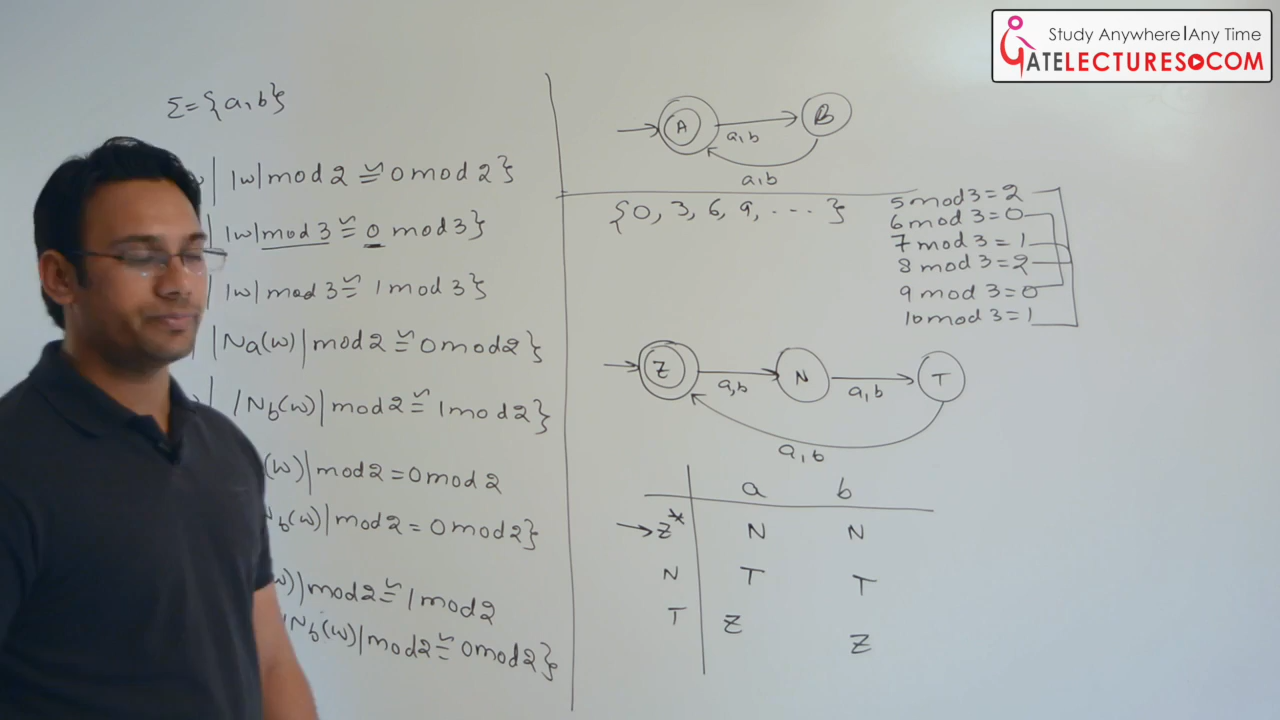 Study Anywhere|Any Time
GATELECTURES.COM
Σ={a,b}
| |w| mod 2 ≅ 0 mod 2}
| |w| mod 3 ≅ 0 mod 3}
| |w| mod 3 ≅ 1 mod 3}
| |Na(w)| mod 2 ≅ 0 mod 2}
| |Nb(w)| mod 2 ≅ 1 mod 2}
(w)| mod 2 = 0 mod 2
Nb(w)| mod 2 = 0 mod 2}
w)| mod 2 ≅ 1 mod 2
|Nb(w)| mod 2 ≅ 0 mod 2}
A
a,b
B
a,b
{0, 3, 6, 9, ....}
5 mod 3 = 2
6 mod 3 = 0
7 mod 3 = 1
8 mod 3 = 2
9 mod 3 = 0
10 mod 3 = 1
Z
a,b
N
a,b
T
a,b
a b
→ Z* N N
N T T
T Z Z